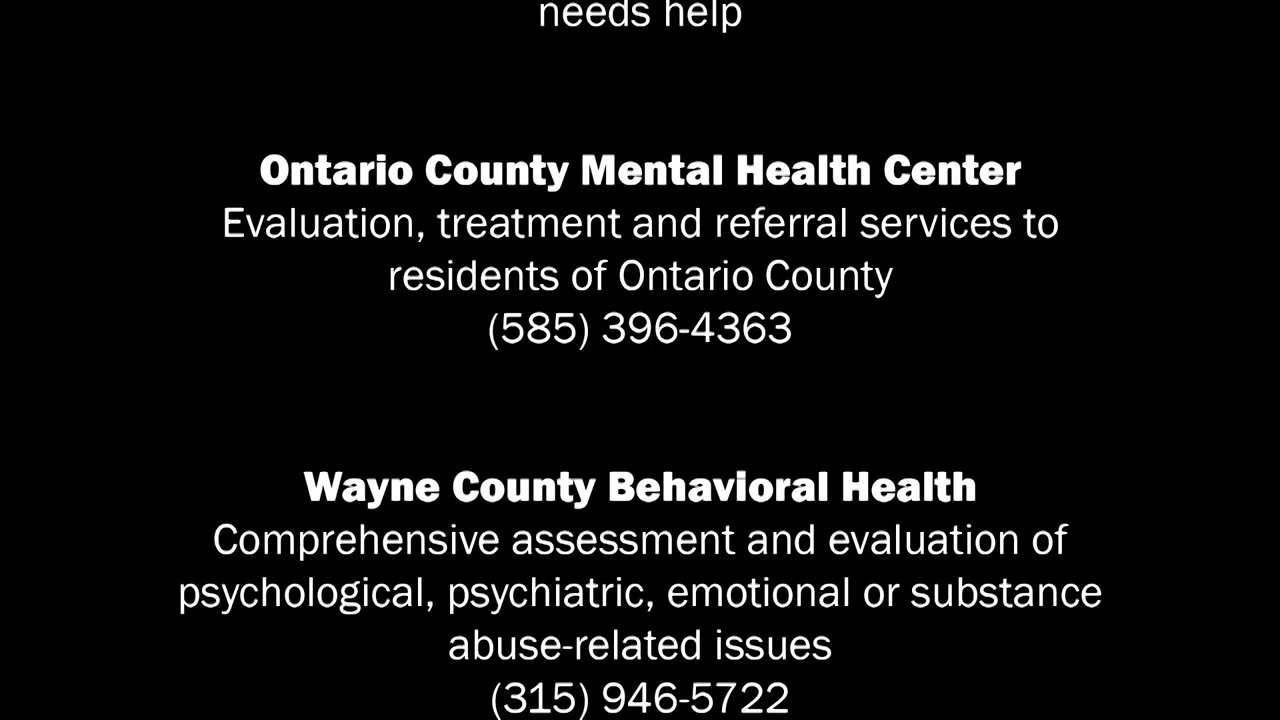 needs help
Ontario County Mental Health Center
Evaluation, treatment and referral services to
residents of Ontario County
(585) 396-4363
Wayne County Behavioral Health
Comprehensive assessment and evaluation of
psychological, psychiatric, emotional or substance
abuse-related issues
(315) 946-5722